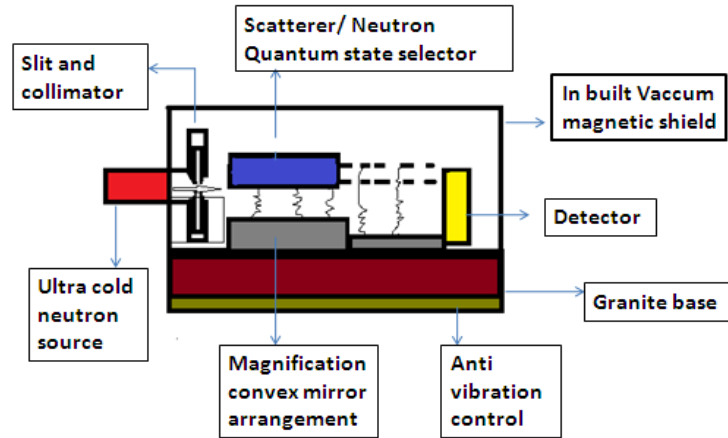 Scatterer/ Neutron
Quantum state selector
Slit and
collimator
In built Vaccum
magnetic shield
Detector
Ultra cold
neutron
source
Granite base
Magnification
convex mirror
arrangement
Anti
vibration
control